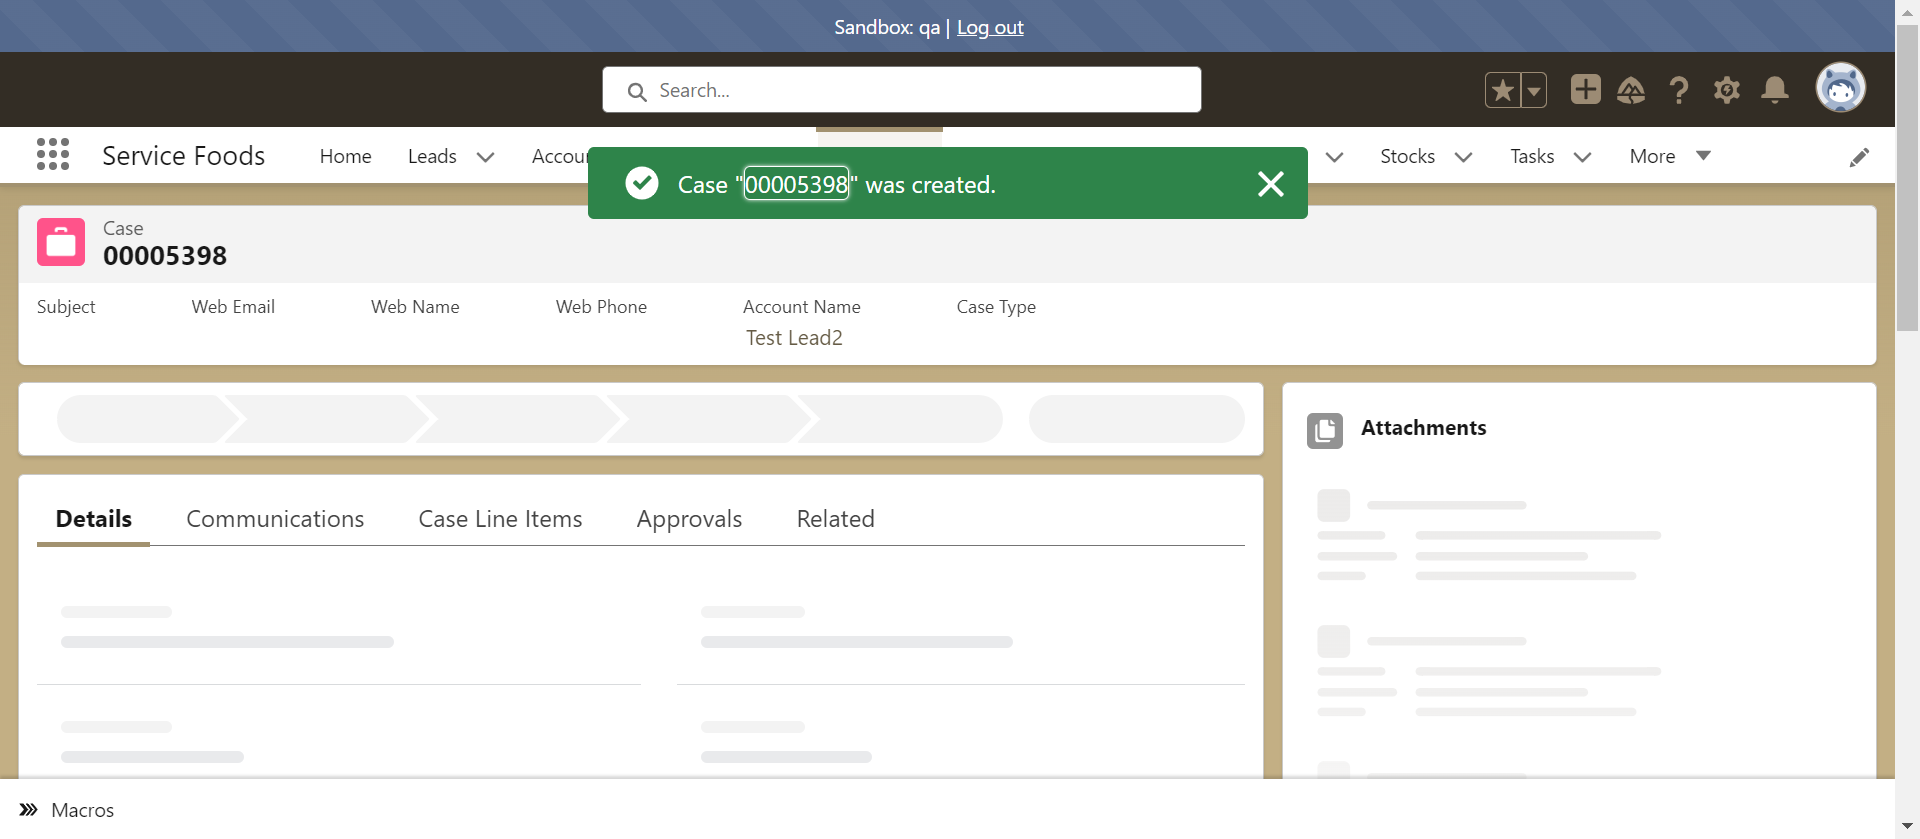 Sandbox: qa | Log out
Search...
Service Foods
Home
Leads
Stocks
Tasks
More
Case "00005398" was created.
Case
00005398
Subject
Web Email
Web Name
Web Phone
Account Name
Case Type
Test Lead2
Attachments
Details
Communications
Case Line Items
Approvals
Related
Macros